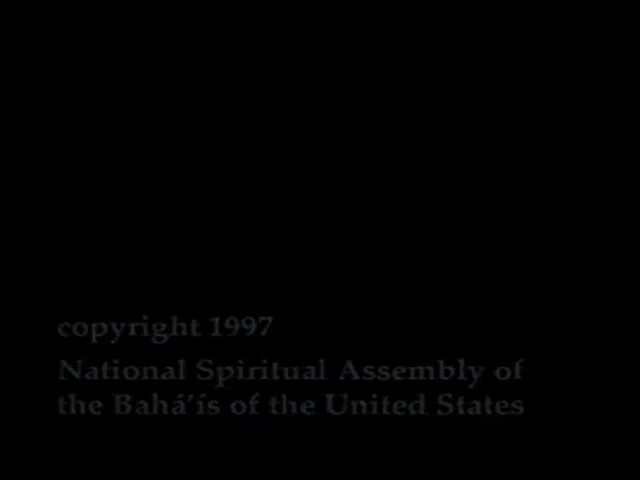 copyright 1997
National Spiritual Assembly of
the Bahá'ís of the United States